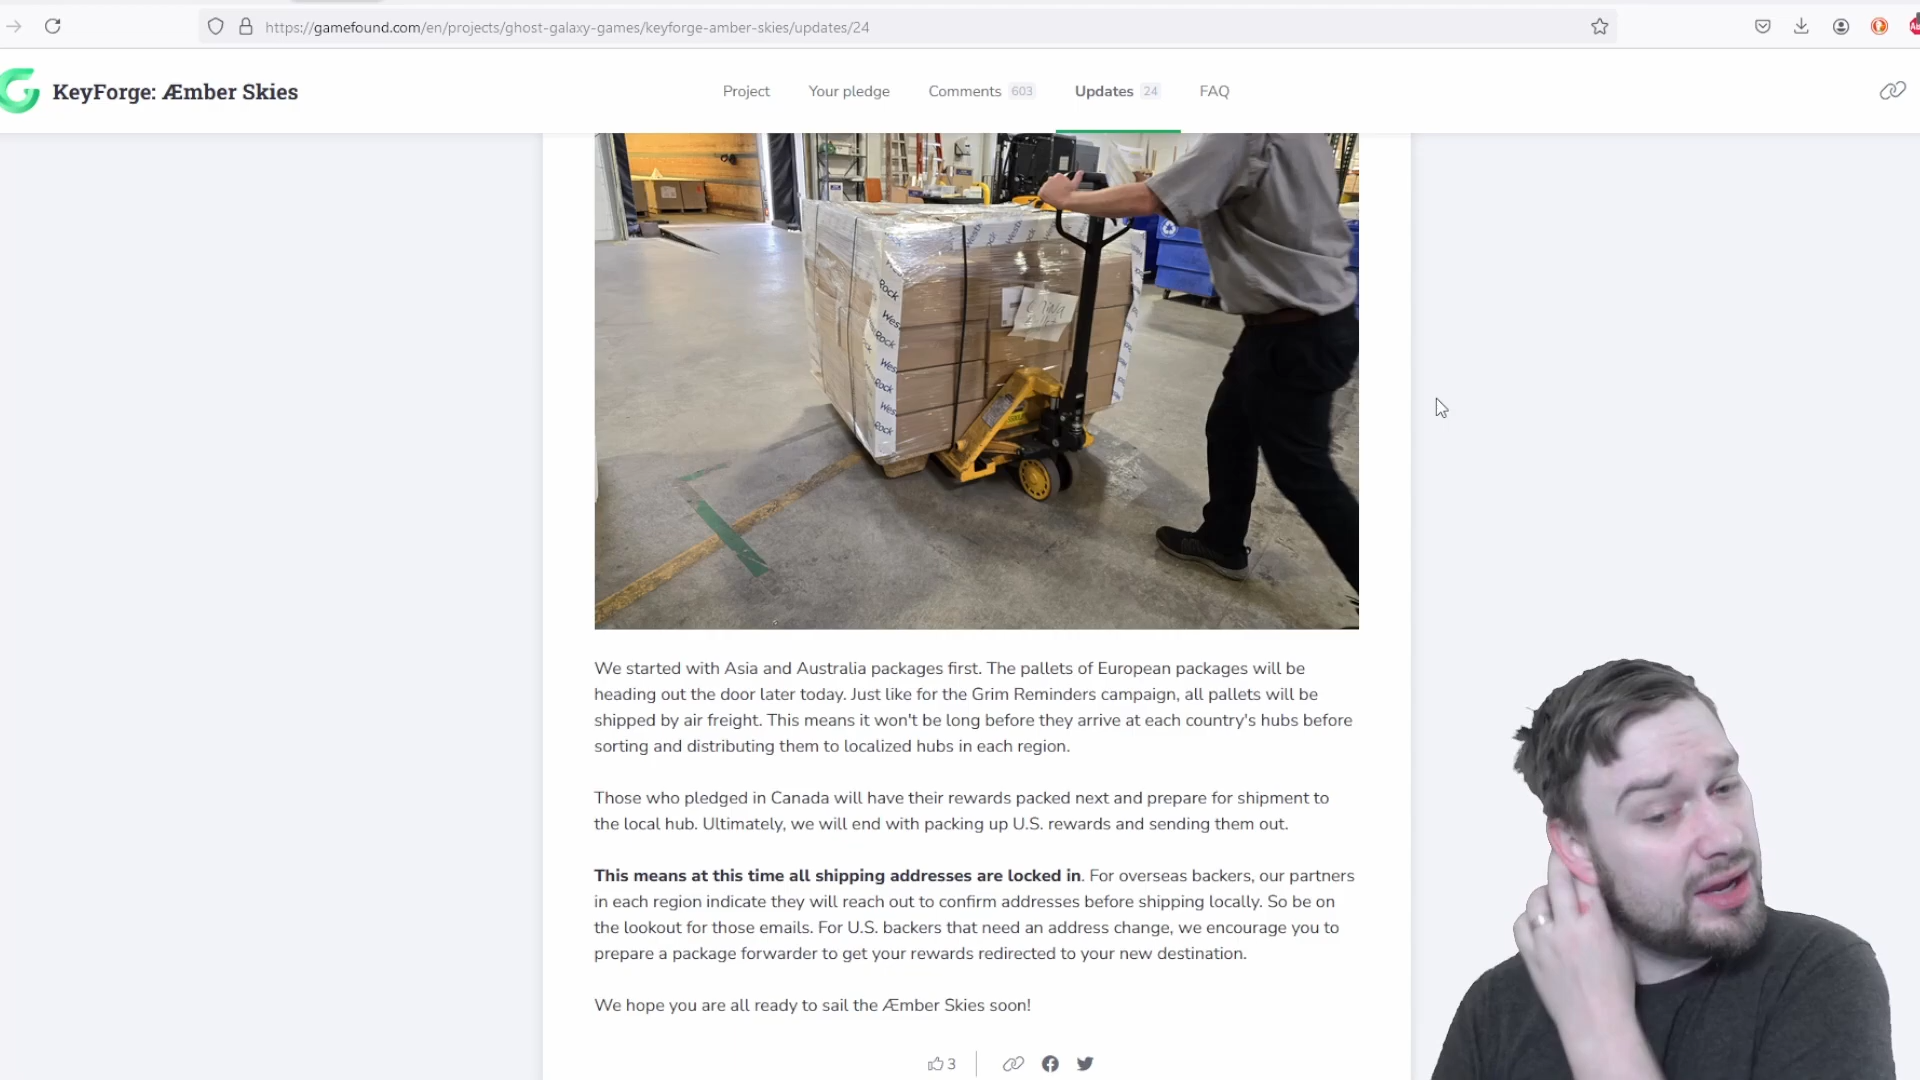 https://gamefound.com/en/projects/ghost-galaxy-games/keyforge-amber-skies/updates/24
KeyForge: Æmber Skies
Project
Your pledge
Comments 603
Updates 24
FAQ
We started with Asia and Australia packages first. The pallets of European packages will be
heading out the door later today. Just like for the Grim Reminders campaign, all pallets will be
shipped by air freight. This means it won't be long before they arrive at each country's hubs before
sorting and distributing them to localized hubs in each region.
Those who pledged in Canada will have their rewards packed next and prepare for shipment to
the local hub. Ultimately, we will end with packing up U.S. rewards and sending them out.
This means at this time all shipping addresses are locked in. For overseas backers, our partners
in each region indicate they will reach out to confirm addresses before shipping locally. So be on
the lookout for those emails. For U.S. backers that need an address change, we encourage you to
prepare a package forwarder to get your rewards redirected to your new destination.
We hope you are all ready to sail the Æmber Skies soon!
3